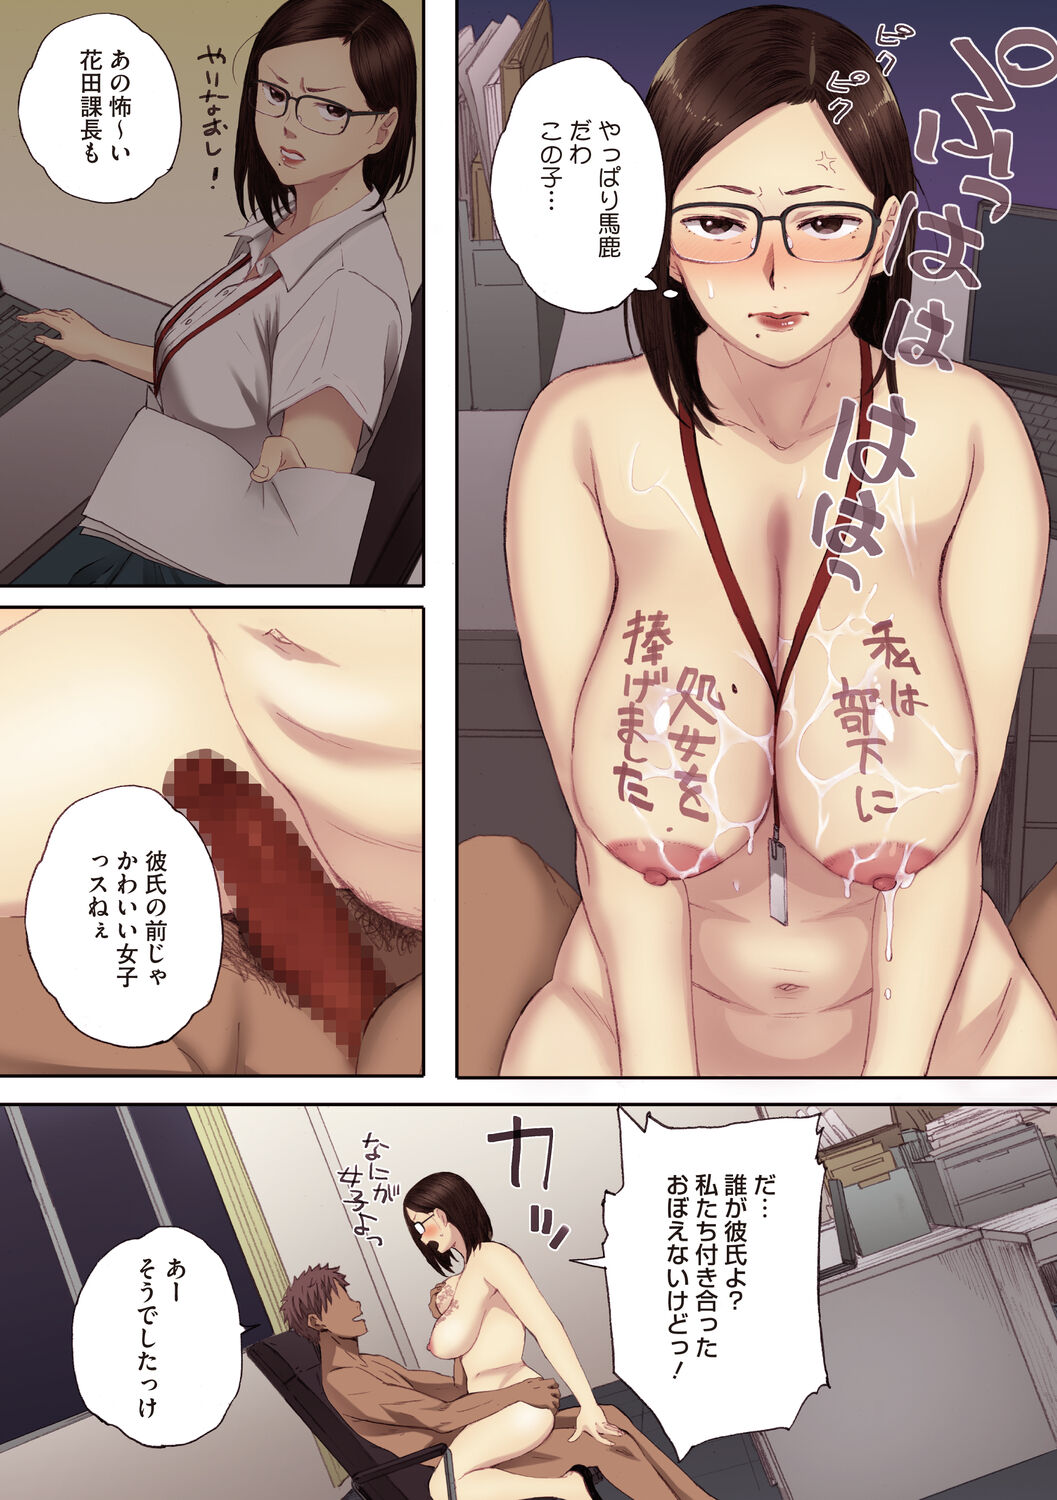 ぷっはは
ははっ
ピク
ピク
やっぱり馬鹿
だわ
この子…
私は
部下に
処女を
捧げました
あの怖〜い
花田課長も
やりなおし！
彼氏の前じゃ
かわいい女子
っスねぇ
だ…
誰が彼氏よ？
私たち付き合った
おぼえないけどっ！
カッ
なにが
女子よっ
あー
そうでしたっけ